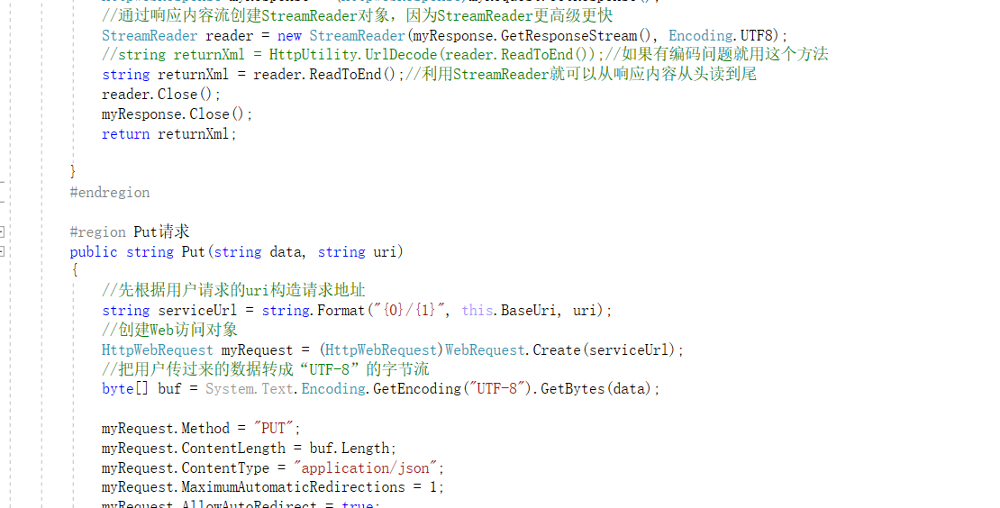 //通过响应内容流创建StreamReader对象，因为StreamReader更高级更快
StreamReader reader = new StreamReader(myResponse.GetResponseStream(), Encoding.UTF8);
//string returnXml = HttpUtility.UrlDecode(reader.ReadToEnd());//如果有编码问题就用这个方法
string returnXml = reader.ReadToEnd();//利用StreamReader就可以从响应内容从头读到尾
reader.Close();
myResponse.Close();
return returnXml;
}
#endregion
#region Put请求
public string Put(string data, string uri)
{
//先根据用户请求的uri构造请求地址
string serviceUrl = string.Format("{0}/{1}", this.BaseUri, uri);
//创建Web访问对象
HttpWebRequest myRequest = (HttpWebRequest)WebRequest.Create(serviceUrl);
//把用户传过来的数据转成“UTF-8”的字节流
byte[] buf = System.Text.Encoding.GetEncoding("UTF-8").GetBytes(data);
myRequest.Method = "PUT";
myRequest.ContentLength = buf.Length;
myRequest.ContentType = "application/json";
myRequest.MaximumAutomaticRedirections = 1;
myRequest.AllowAutoRedirect = true;